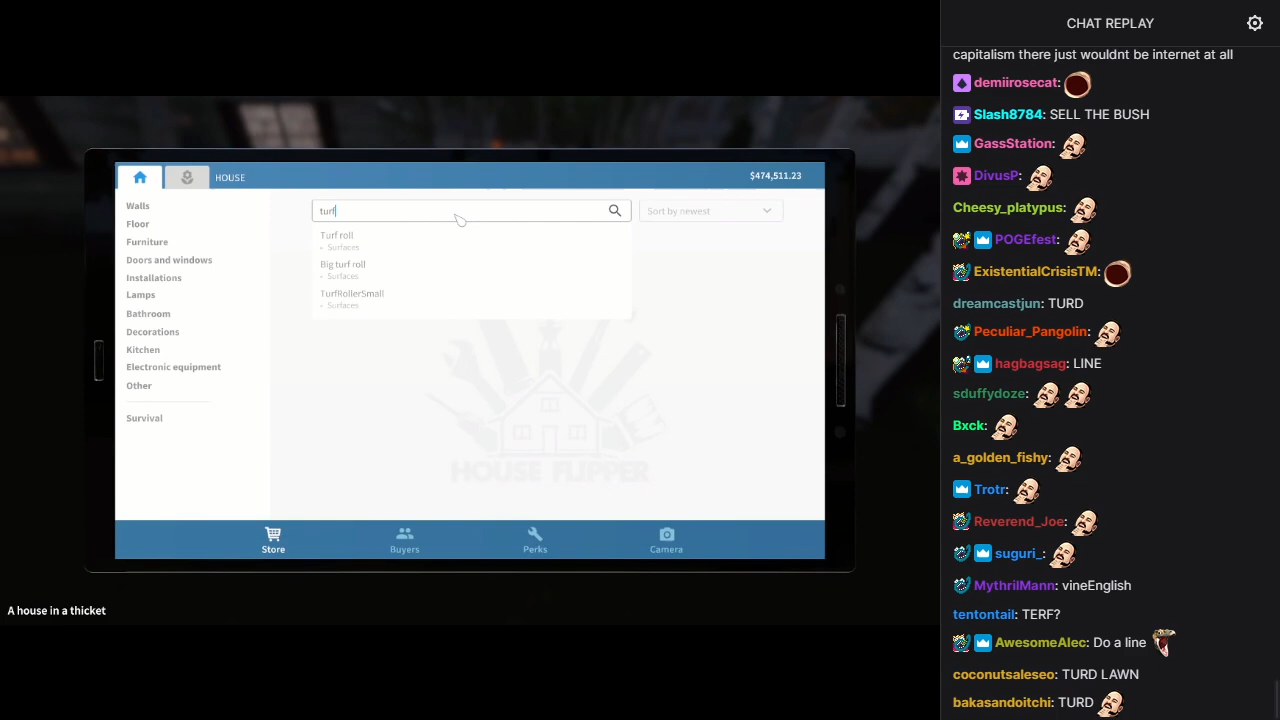 CHAT REPLAY
capitalism there just wouldnt be internet at all
demiirosecat:
Slash8784: SELL THE BUSH
GassStation:
DivusP:
Cheesy_platypus:
POGEfest:
ExistentialCrisisTM:
dreamcastjun: TURD
Peculiar_Pangolin:
hagbagsag: LINE
sduffydoze:
Bxck:
a_golden_fishy:
Trotr:
Reverend_Joe:
suguri_:
MythrilMann: vineEnglish
tentontail: TERF?
AwesomeAlec: Do a line
coconutsaleseo: TURD LAWN
bakasandoitchi: TURD
HOUSE
$474,511.23
Walls
Floor
Furniture
Doors and windows
Installations
Lamps
Bathroom
Decorations
Kitchen
Electronic equipment
Other
Survival
turf
Sort by newest
Turf roll
- Surfaces
Big turf roll
- Surfaces
TurfRollerSmall
- Surfaces
HOUSE FLIPPER
Store
Buyers
Perks
Camera
A house in a thicket